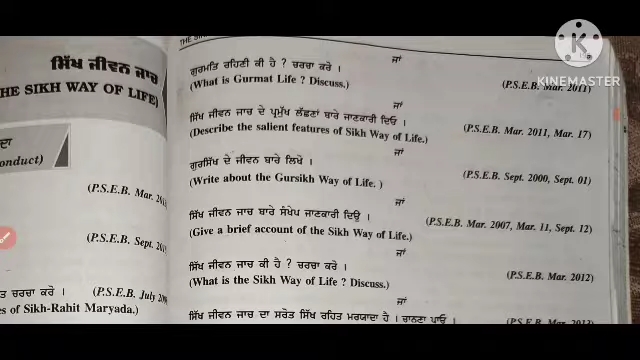 THE SIKH
ਸਿੱਖ ਜੀਵਨ ਜਾਚ
THE SIKH WAY OF LIFE)
ਦਾ
onduct)
(P.S.E.B. Mar.
(P.S.E.B. Sept.
ਤ ਚਰਚਾ ਕਰੋ । (P.S.E.B. July
es of Sikh-Rahit Maryada.)
ਜਾਂ
ਗੁਰਮਤਿ ਰਹਿਣੀ ਕੀ ਹੈ ? ਚਰਚਾ ਕਰੋ ।
(What is Gurmat Life ? Discuss.) (P.S.E.B. Mar. 2011)
ਜਾਂ
ਸਿੱਖ ਜੀਵਨ ਜਾਚ ਦੇ ਪ੍ਰਮੁੱਖ ਲੱਛਣਾਂ ਬਾਰੇ ਜਾਣਕਾਰੀ ਦਿਓ ।
(Describe the salient features of Sikh Way of Life.) (P.S.E.B. Mar. 2011, Mar. 17)
ਜਾਂ
ਗੁਰਸਿੱਖ ਦੇ ਜੀਵਨ ਬਾਰੇ ਲਿਖੋ ।
(Write about the Gursikh Way of Life. ) (P.S.E.B. Sept. 2000, Sept. 01)
ਜਾਂ
ਸਿੱਖ ਜੀਵਨ ਜਾਚ ਬਾਰੇ ਸੰਖੇਪ ਜਾਣਕਾਰੀ ਦਿਉ ।
(Give a brief account of the Sikh Way of Life.) (P.S.E.B. Mar. 2007, Mar. 11, Sept. 12)
ਜਾਂ
ਸਿੱਖ ਜੀਵਨ ਜਾਚ ਕੀ ਹੈ ? ਚਰਚਾ ਕਰੋ ।
(What is the Sikh Way of Life ? Discuss.) (P.S.E.B. Mar. 2012)
ਜਾਂ
ਸਿੱਖ ਜੀਵਨ ਜਾਚ ਦਾ ਸਰੋਤ ਸਿੱਖ ਰਹਿਤ ਮਰਯਾਦਾ ਹੈ । ਚਾਨਣਾ ਪਾਓ । (P.S.E.B. Mar.
K
KINEMASTER